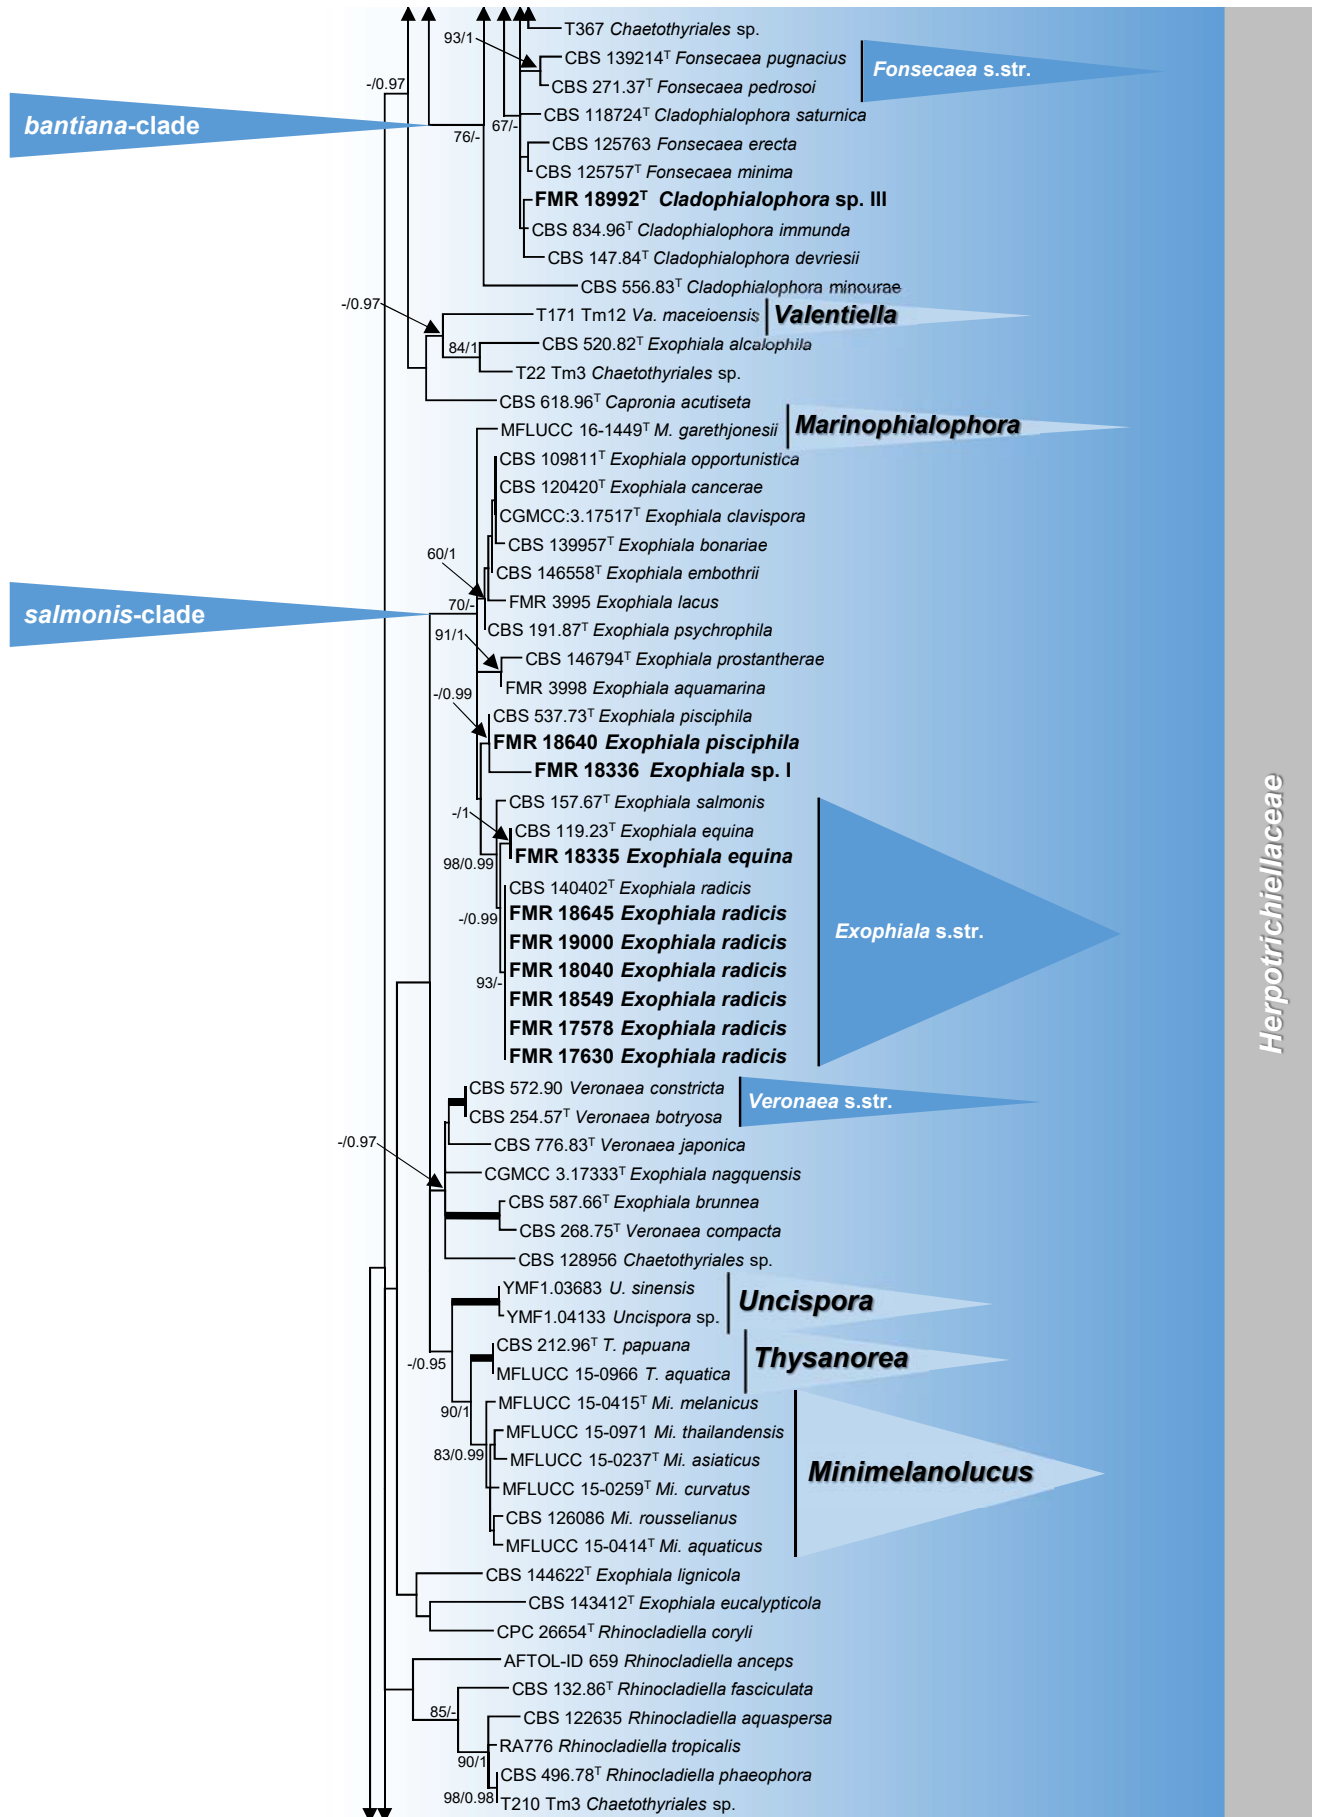 T367 Chaetothyriales sp.
93/1
CBS 139214T Fonsecaea pugnacius
Fonsecaea s.str.
CBS 271.37T Fonsecaea pedrosoi
-/0.97
CBS 118724T Cladophialophora saturnica
bantiana-clade
76/-
67/-
CBS 125763 Fonsecaea erecta
CBS 125757T Fonsecaea minima
FMR 18992T Cladophialophora sp. III
CBS 834.96T Cladophialophora immunda
CBS 147.84T Cladophialophora devriesii
CBS 556.83T Cladophialophora minourae
-/0.97
T171 Tm12 Va. maceioensis
Valentiella
84/1
CBS 520.82T Exophiala alcalophila
T22 Tm3 Chaetothyriales sp.
CBS 618.96T Capronia acutiseta
MFLUCC 16-1449T M. garethjonesii
Marinophialophora
CBS 109811T Exophiala opportunistica
CBS 120420T Exophiala cancerae
CGMCC:3.17517T Exophiala clavispora
CBS 139957T Exophiala bonariae
60/1
CBS 146558T Exophiala embothrii
FMR 3995 Exophiala lacus
70/-
salmonis-clade
CBS 191.87T Exophiala psychrophila
91/1
CBS 146794T Exophiala prostantherae
FMR 3998 Exophiala aquamarina
-/0.99
CBS 537.73T Exophiala pisciphila
FMR 18640 Exophiala pisciphila
FMR 18336 Exophiala sp. I
CBS 157.67T Exophiala salmonis
-/1
CBS 119.23T Exophiala equina
FMR 18335 Exophiala equina
98/0.99
CBS 140402T Exophiala radicis
FMR 18645 Exophiala radicis
-/0.99
Exophiala s.str.
FMR 19000 Exophiala radicis
FMR 18040 Exophiala radicis
93/-
FMR 18549 Exophiala radicis
FMR 17578 Exophiala radicis
FMR 17630 Exophiala radicis
Herpotrichiellaceae
CBS 572.90 Veronaea constricta
Veronaea s.str.
CBS 254.57T Veronaea botryosa
-/0.97
CBS 776.83T Veronaea japonica
CGMCC 3.17333T Exophiala nagquensis
CBS 587.66T Exophiala brunnea
CBS 268.75T Veronaea compacta
CBS 128956 Chaetothyriales sp.
YMF1.03683 U. sinensis
Uncispora
YMF1.04133 Uncispora sp.
CBS 212.96T T. papuana
Thysanorea
-/0.95
MFLUCC 15-0966 T. aquatica
MFLUCC 15-0415T Mi. melanicus
90/1
MFLUCC 15-0971 Mi. thailandensis
83/0.99
MFLUCC 15-0237T Mi. asiaticus
Minimelanolucus
MFLUCC 15-0259T Mi. curvatus
CBS 126086 Mi. rousselianus
MFLUCC 15-0414T Mi. aquaticus
CBS 144622T Exophiala lignicola
CBS 143412T Exophiala eucalypticola
CPC 26654T Rhinocladiella coryli
AFTOL-ID 659 Rhinocladiella anceps
CBS 132.86T Rhinocladiella fasciculata
85/-
CBS 122635 Rhinocladiella aquaspersa
RA776 Rhinocladiella tropicalis
90/1
CBS 496.78T Rhinocladiella phaeophora
98/0.98
T210 Tm3 Chaetothyriales sp.